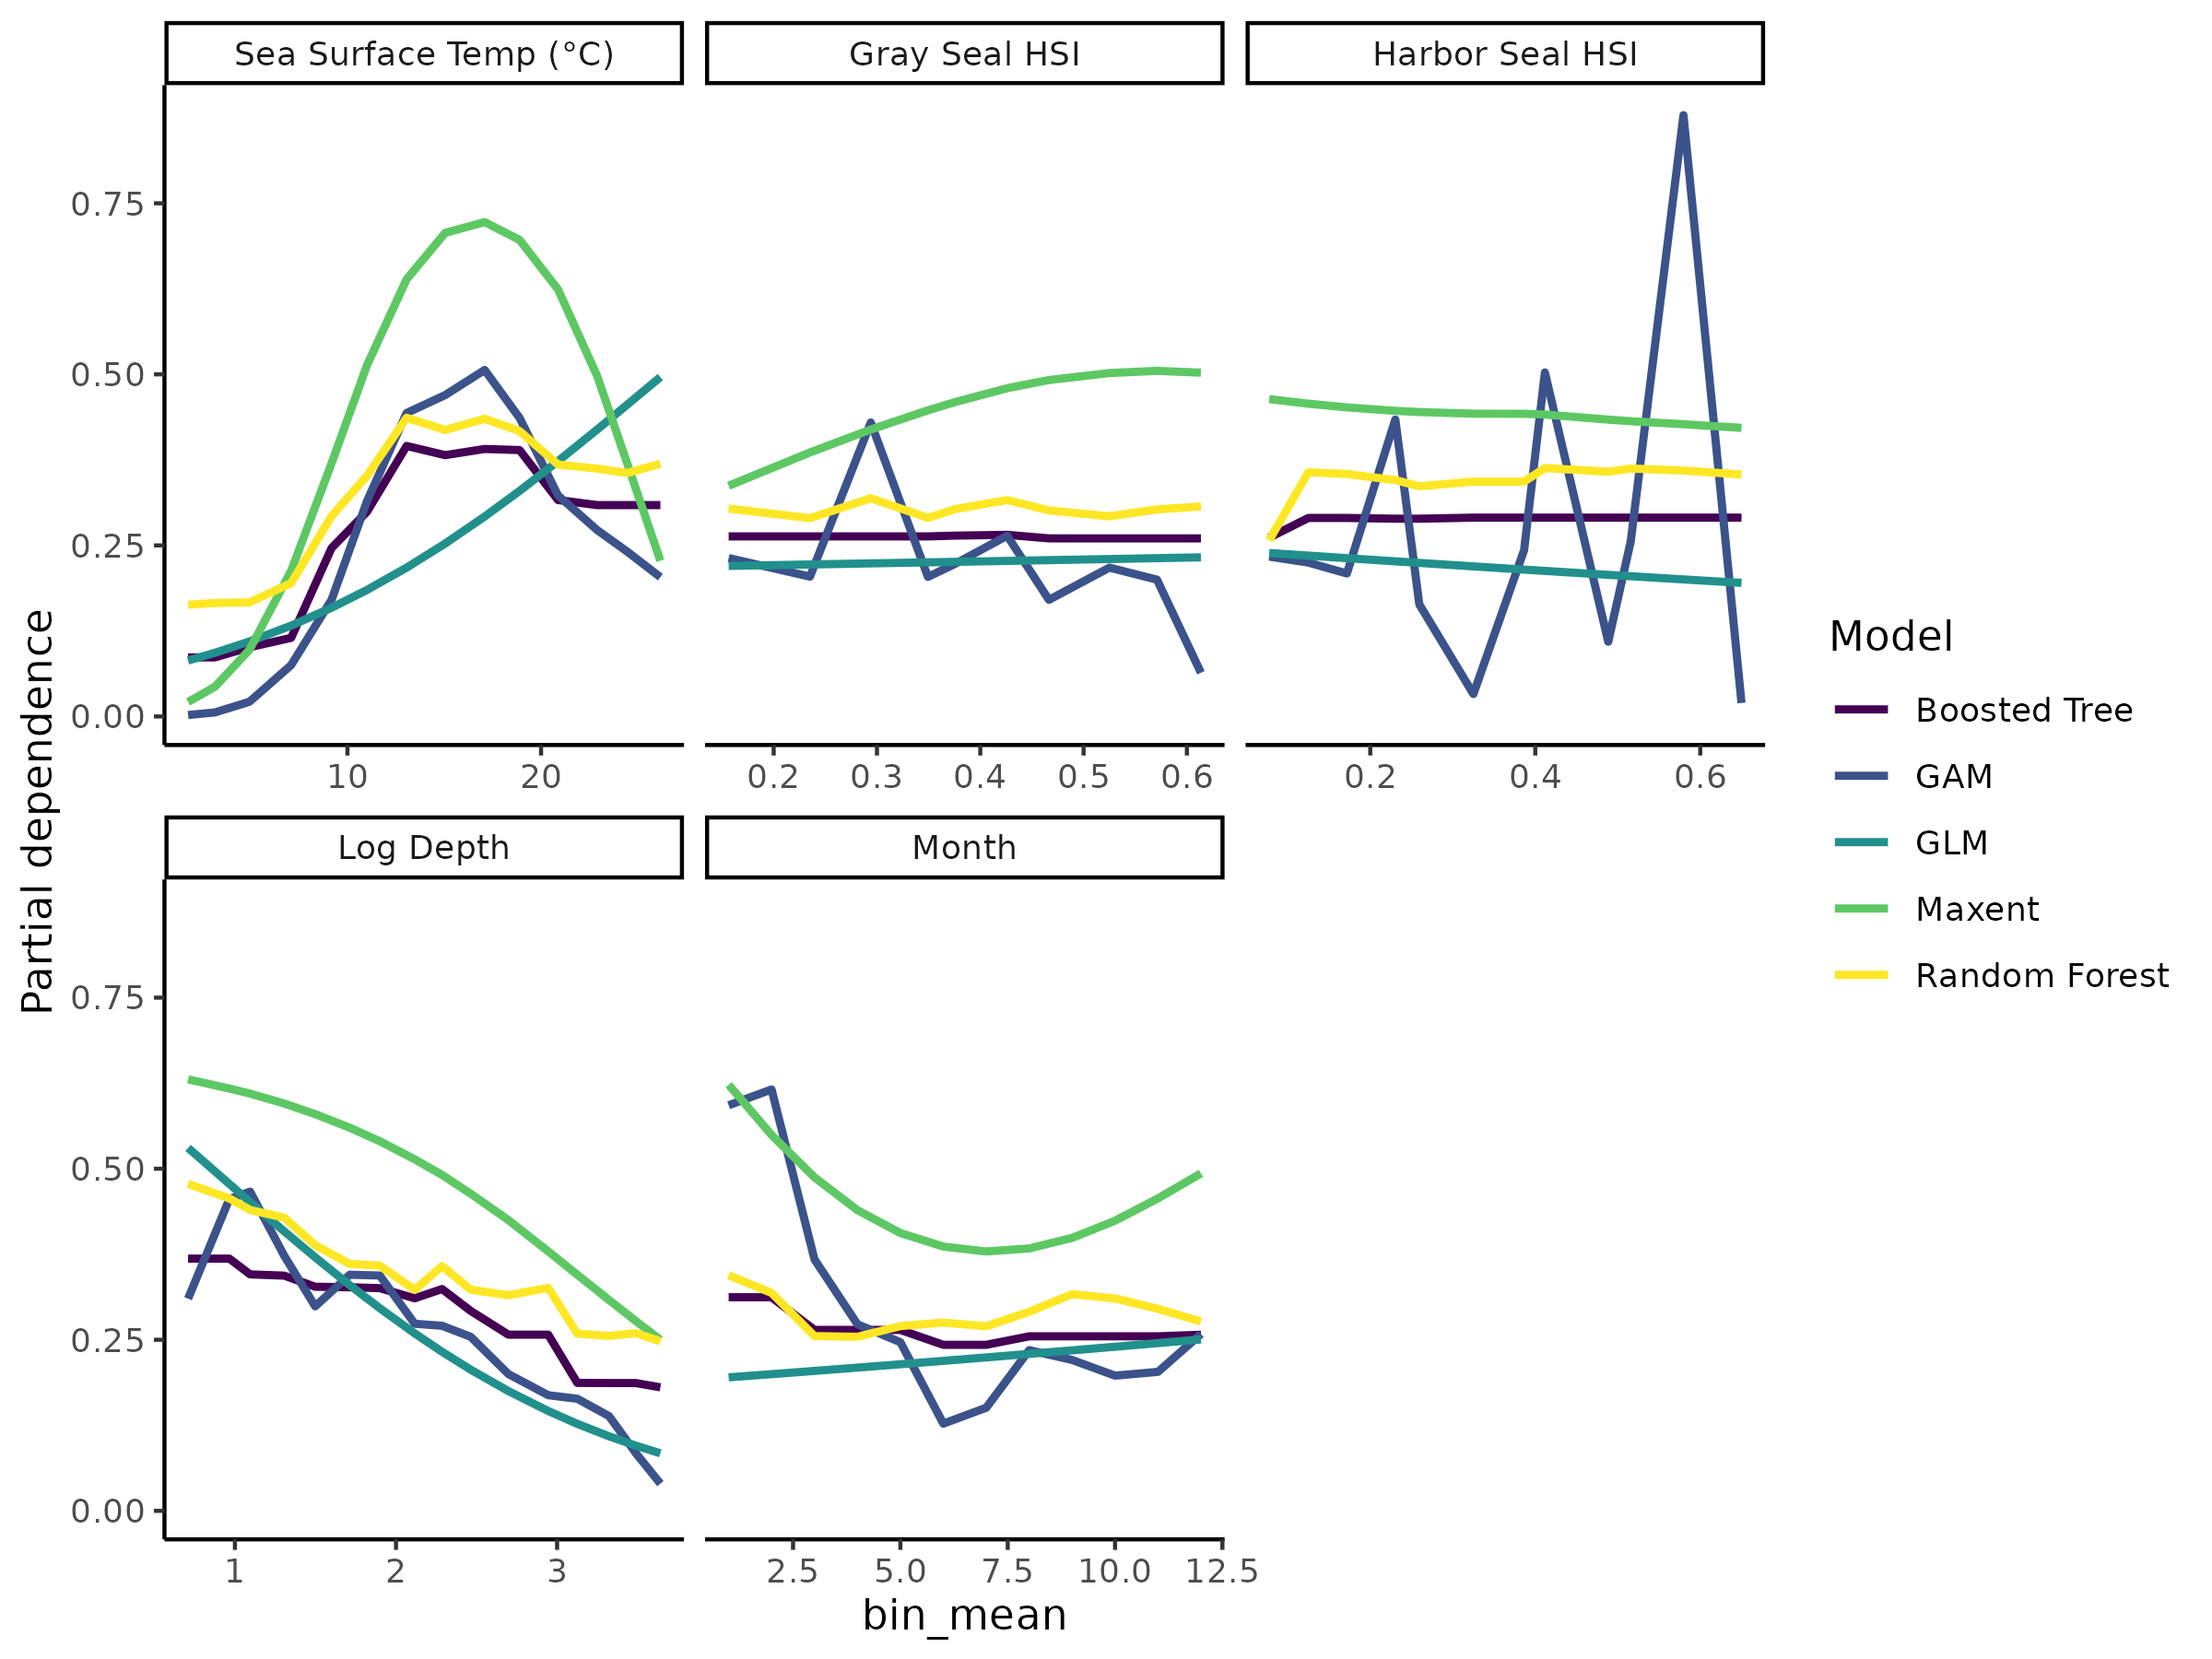 Sea Surface Temp (°C)
Gray Seal HSI
Harbor Seal HSI
0.75
0.50
0.25
0.00
10 20
0.2 0.3 0.4 0.5 0.6
0.2 0.4 0.6
Log Depth
Month
0.75
0.50
0.25
0.00
1 2 3
2.5 5.0 7.5 10.0 12.5
bin_mean
Partial dependence
Model
Boosted Tree
GAM
GLM
Maxent
Random Forest